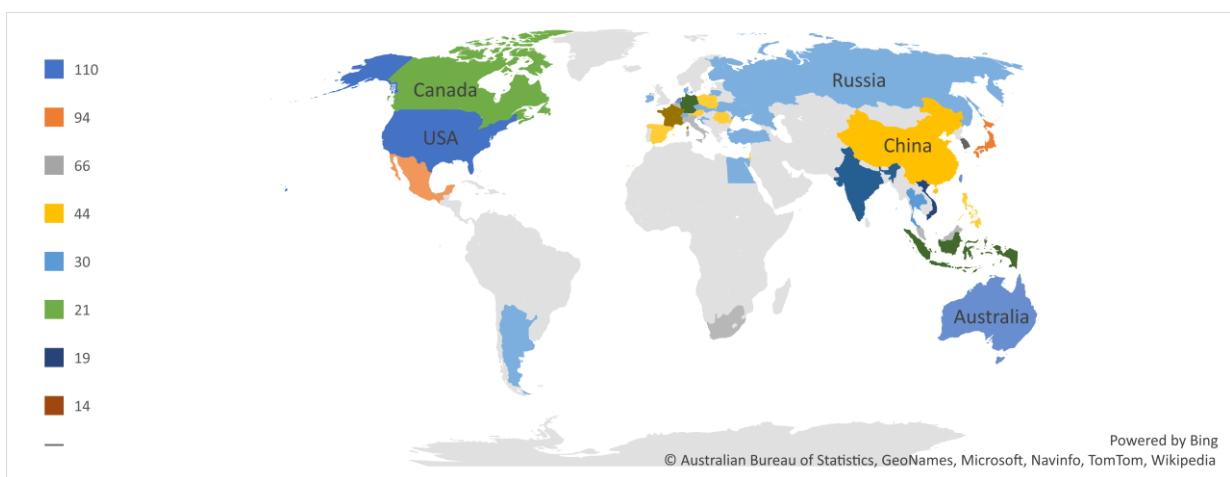 110
94
66
44
30
21
19
14
Canada
USA
Russia
China
Australia
Powered by Bing
© Australian Bureau of Statistics, GeoNames, Microsoft, Navinfo, TomTom, Wikipedia